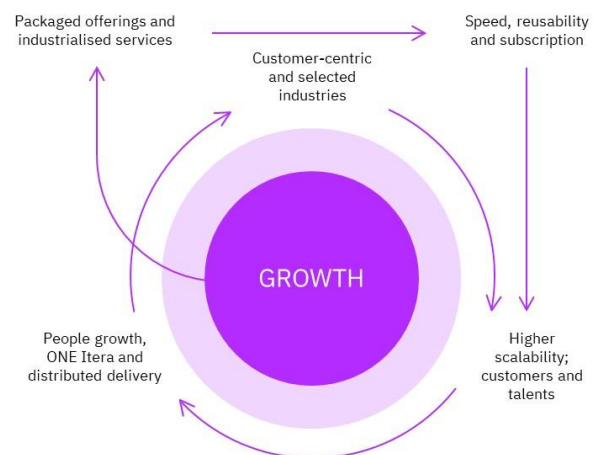 Packaged offerings and
industrialised services
Speed, reusability
and subscription
Customer-centric
and selected
industries
GROWTH
People growth,
ONE Itera and
distributed delivery
Higher
scalability;
customers and
talents